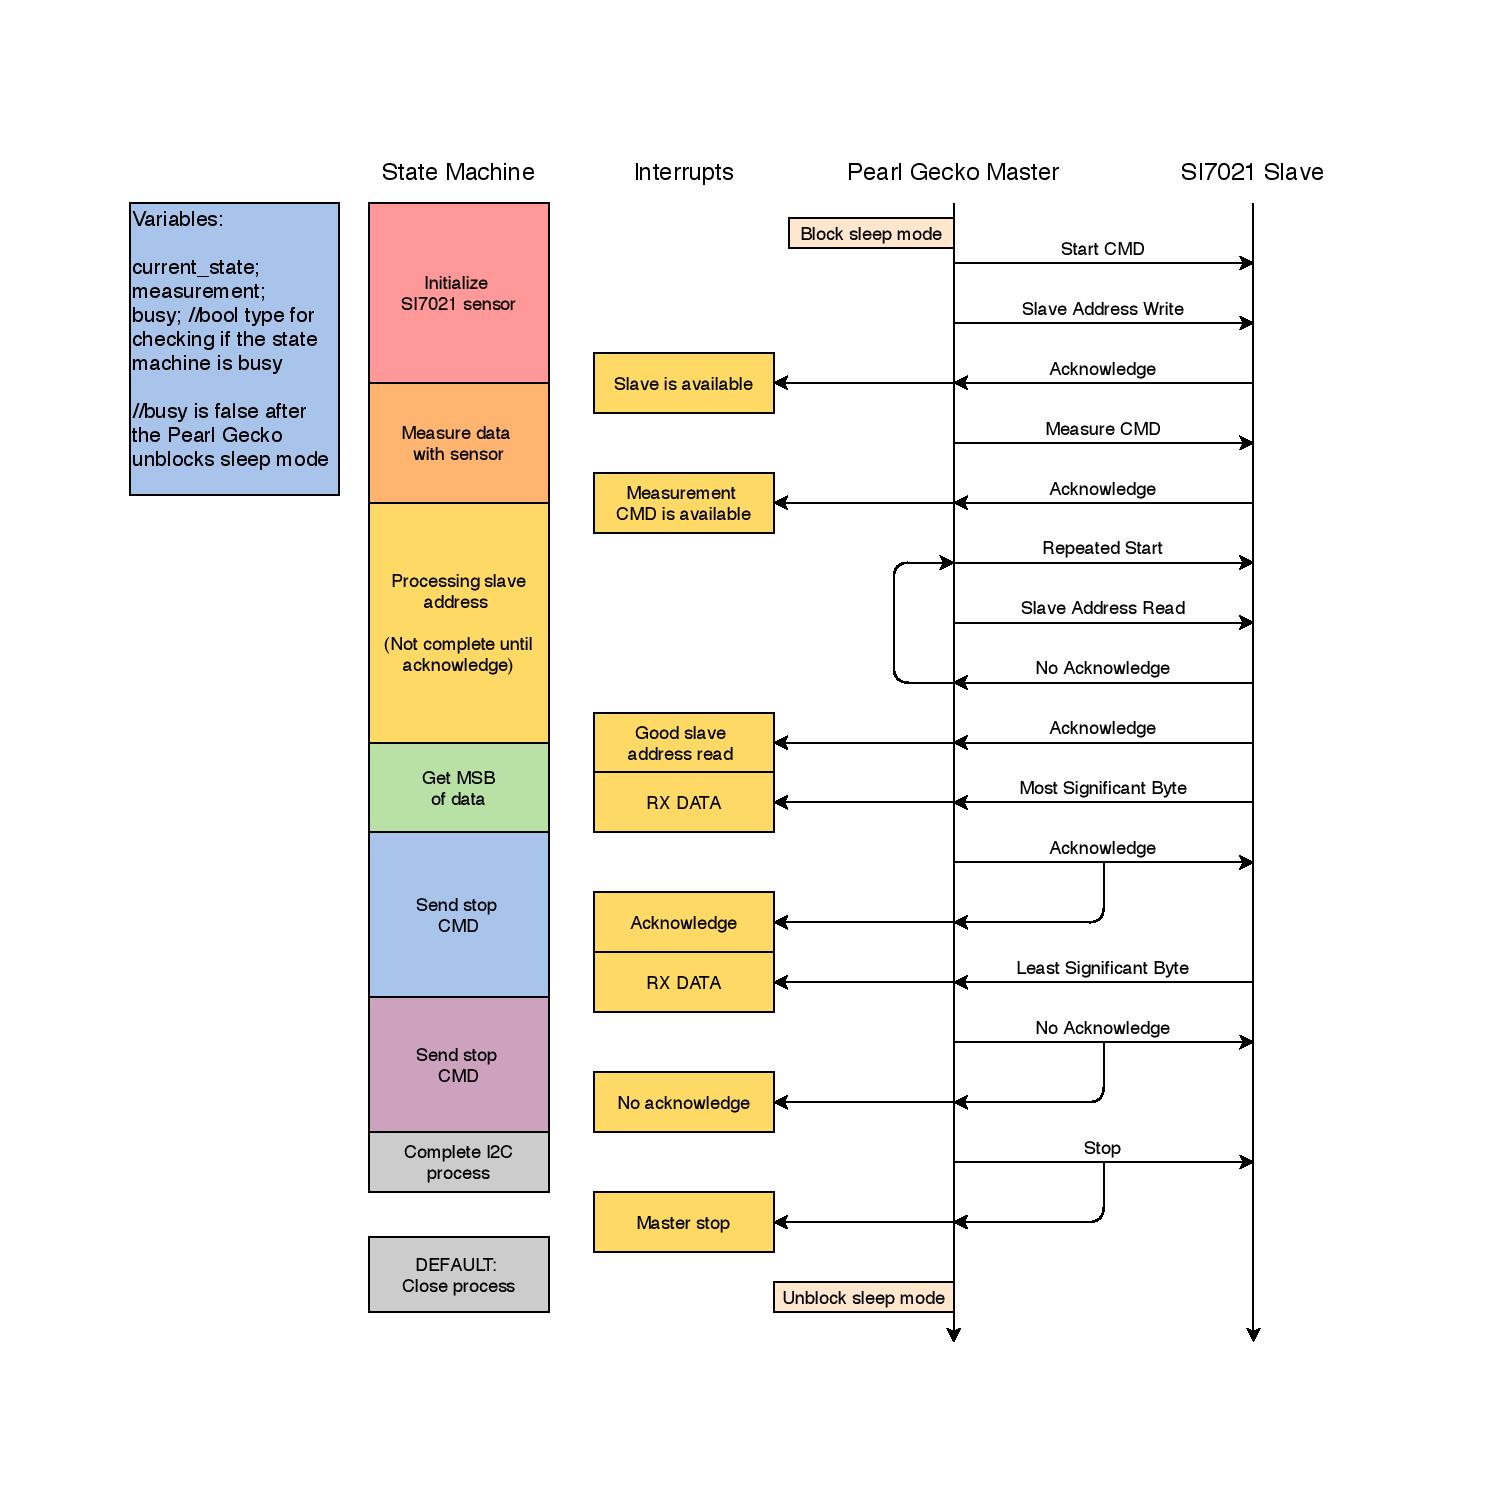 State Machine
Interrupts
Pearl Gecko Master
SI7021 Slave
Variables:
current_state;
measurement;
busy; //bool type for
checking if the state
machine is busy
//busy is false after
the Pearl Gecko
unblocks sleep mode
Initialize
SI7021 sensor
Measure data
with sensor
Processing slave
address
(Not complete until
acknowledge)
Get MSB
of data
Send stop
CMD
Send stop
CMD
Complete I2C
process
DEFAULT:
Close process
Slave is available
Measurement
CMD is available
Good slave
address read
RX DATA
Acknowledge
RX DATA
No acknowledge
Master stop
Block sleep mode
Start CMD
Slave Address Write
Acknowledge
Measure CMD
Acknowledge
Repeated Start
Slave Address Read
No Acknowledge
Acknowledge
Most Significant Byte
Acknowledge
Least Significant Byte
No Acknowledge
Stop
Unblock sleep mode